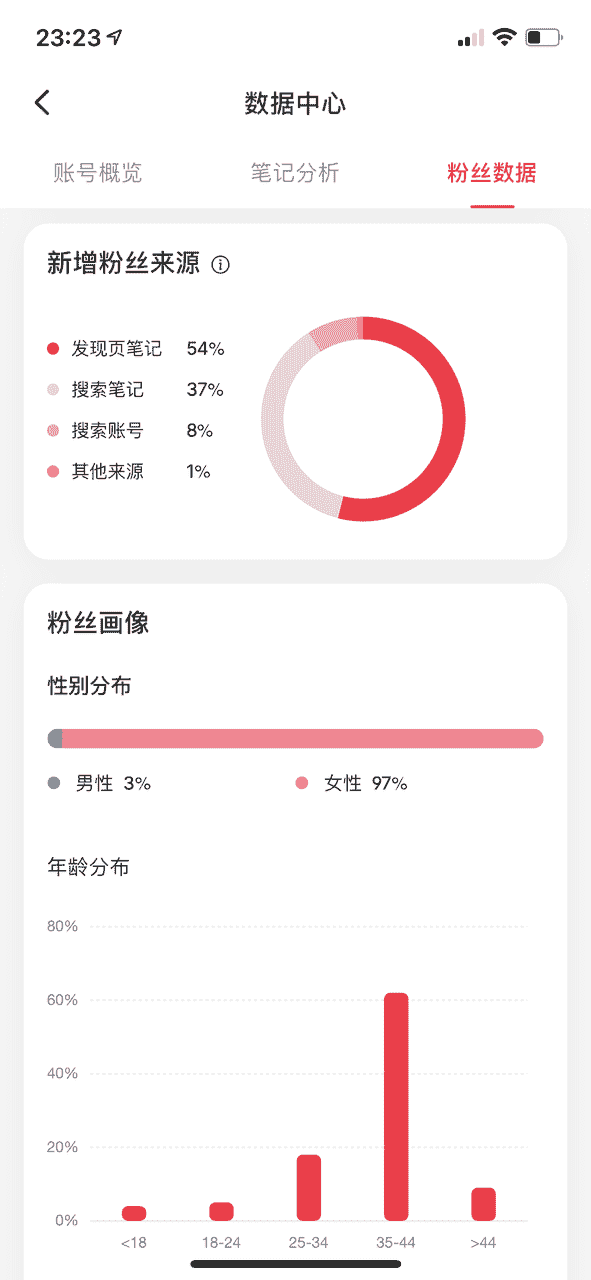 23:23
数据中心
账号概览 笔记分析 粉丝数据
新增粉丝来源
发现页笔记 54%
搜索笔记 37%
搜索账号 8%
其他来源 1%
粉丝画像
性别分布
男性 3% 女性 97%
年龄分布
80%
60%
40%
20%
0%
<18 18-24 25-34 35-44 >44